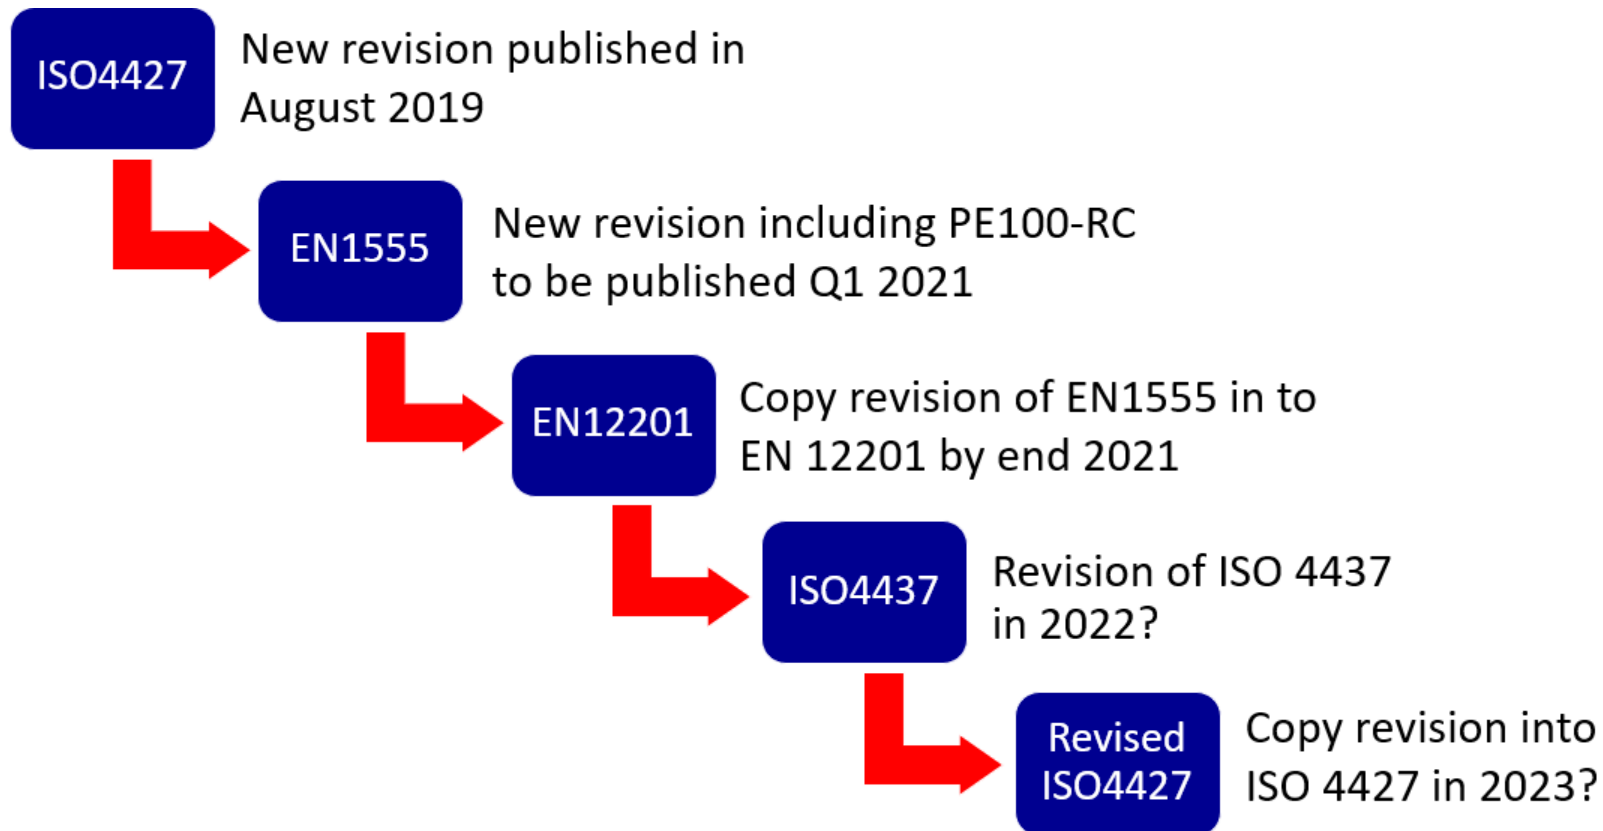 ISO4427
New revision published in
August 2019
EN1555
New revision including PE100-RC
to be published Q1 2021
EN12201
Copy revision of EN1555 in to
EN 12201 by end 2021
ISO4437
Revision of ISO 4437
in 2022?
Revised
ISO4427
Copy revision into
ISO 4427 in 2023?